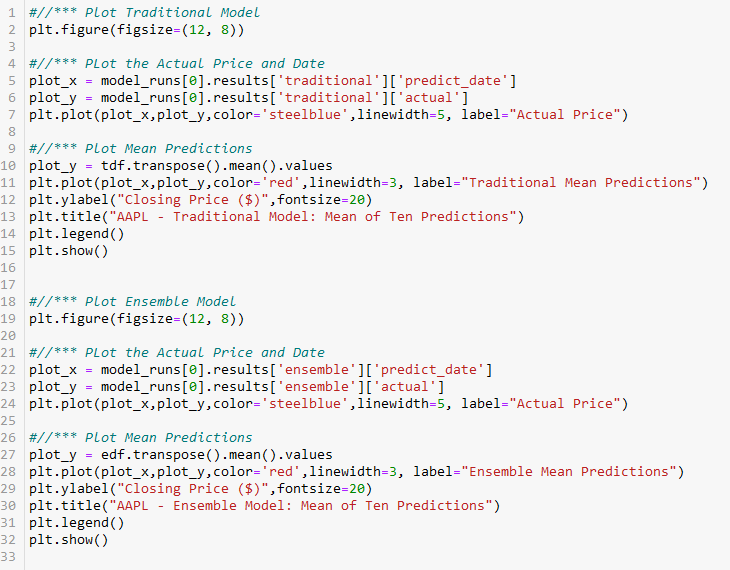 1 #//*** Plot Traditional Model
2 plt.figure(figsize=(12, 8))
3
4 #//*** PLot the Actual Price and Date
5 plot_x = model_runs[0].results['traditional']['predict_date']
6 plot_y = model_runs[0].results['traditional']['actual']
7 plt.plot(plot_x,plot_y,color='steelblue',linewidth=5, label="Actual Price")
8
9 #//*** Plot Mean Predictions
10 plot_y = tdf.transpose().mean().values
11 plt.plot(plot_x,plot_y,color='red',linewidth=3, label="Traditional Mean Predictions")
12 plt.ylabel("Closing Price ($)",fontsize=20)
13 plt.title("AAPL - Traditional Model: Mean of Ten Predictions")
14 plt.legend()
15 plt.show()
16
17
18 #//*** Plot Ensemble Model
19 plt.figure(figsize=(12, 8))
20
21 #//*** PLot the Actual Price and Date
22 plot_x = model_runs[0].results['ensemble']['predict_date']
23 plot_y = model_runs[0].results['ensemble']['actual']
24 plt.plot(plot_x,plot_y,color='steelblue',linewidth=5, label="Actual Price")
25
26 #//*** Plot Mean Predictions
27 plot_y = edf.transpose().mean().values
28 plt.plot(plot_x,plot_y,color='red',linewidth=3, label="Ensemble Mean Predictions")
29 plt.ylabel("Closing Price ($)",fontsize=20)
30 plt.title("AAPL - Ensemble Model: Mean of Ten Predictions")
31 plt.legend()
32 plt.show()
33